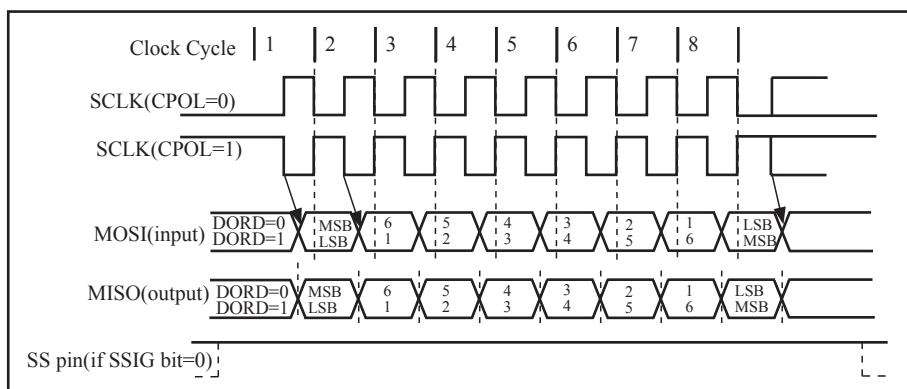 Clock Cycle 1 2 3 4 5 6 7 8
SCLK(CPOL=0)
SCLK(CPOL=1)
MOSI(input) DORD=0 MSB 6 5 4 3 2 1 LSB
DORD=1 LSB 1 2 3 4 5 6 MSB
MISO(output) DORD=0 MSB 6 5 4 3 2 1 LSB
DORD=1 LSB 1 2 3 4 5 6 MSB
SS pin(if SSIG bit=0)